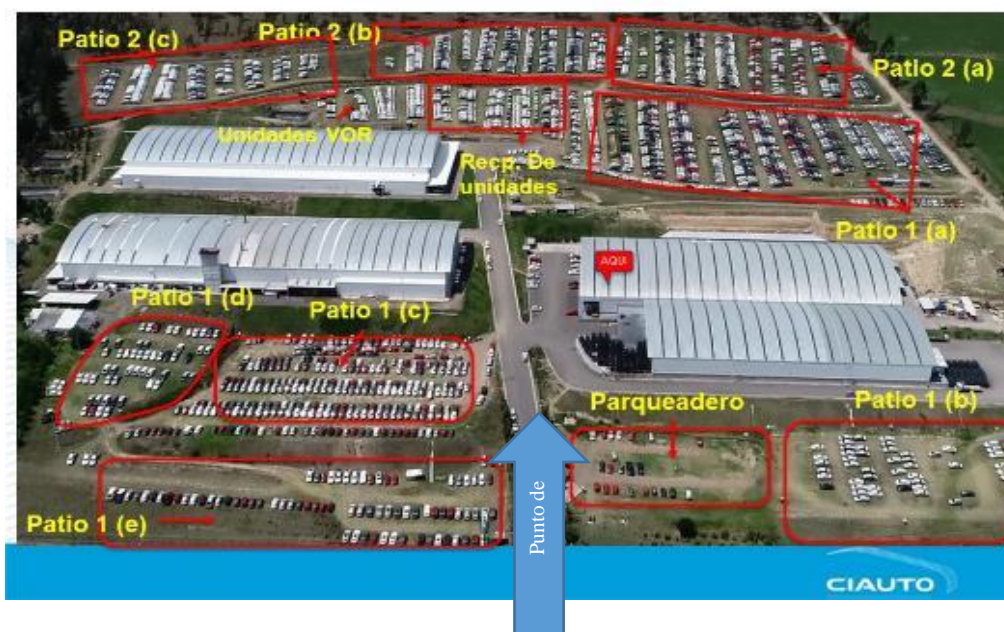 Patio 2 (c)
Patio 2 (b)
Patio 2 (a)
Unidades VOR
Recp. De
unidades
Patio 1 (a)
AQUI
Patio 1 (d)
Patio 1 (c)
Parqueadero
Patio 1 (b)
Patio 1 (e)
Punto de
CIAUTO